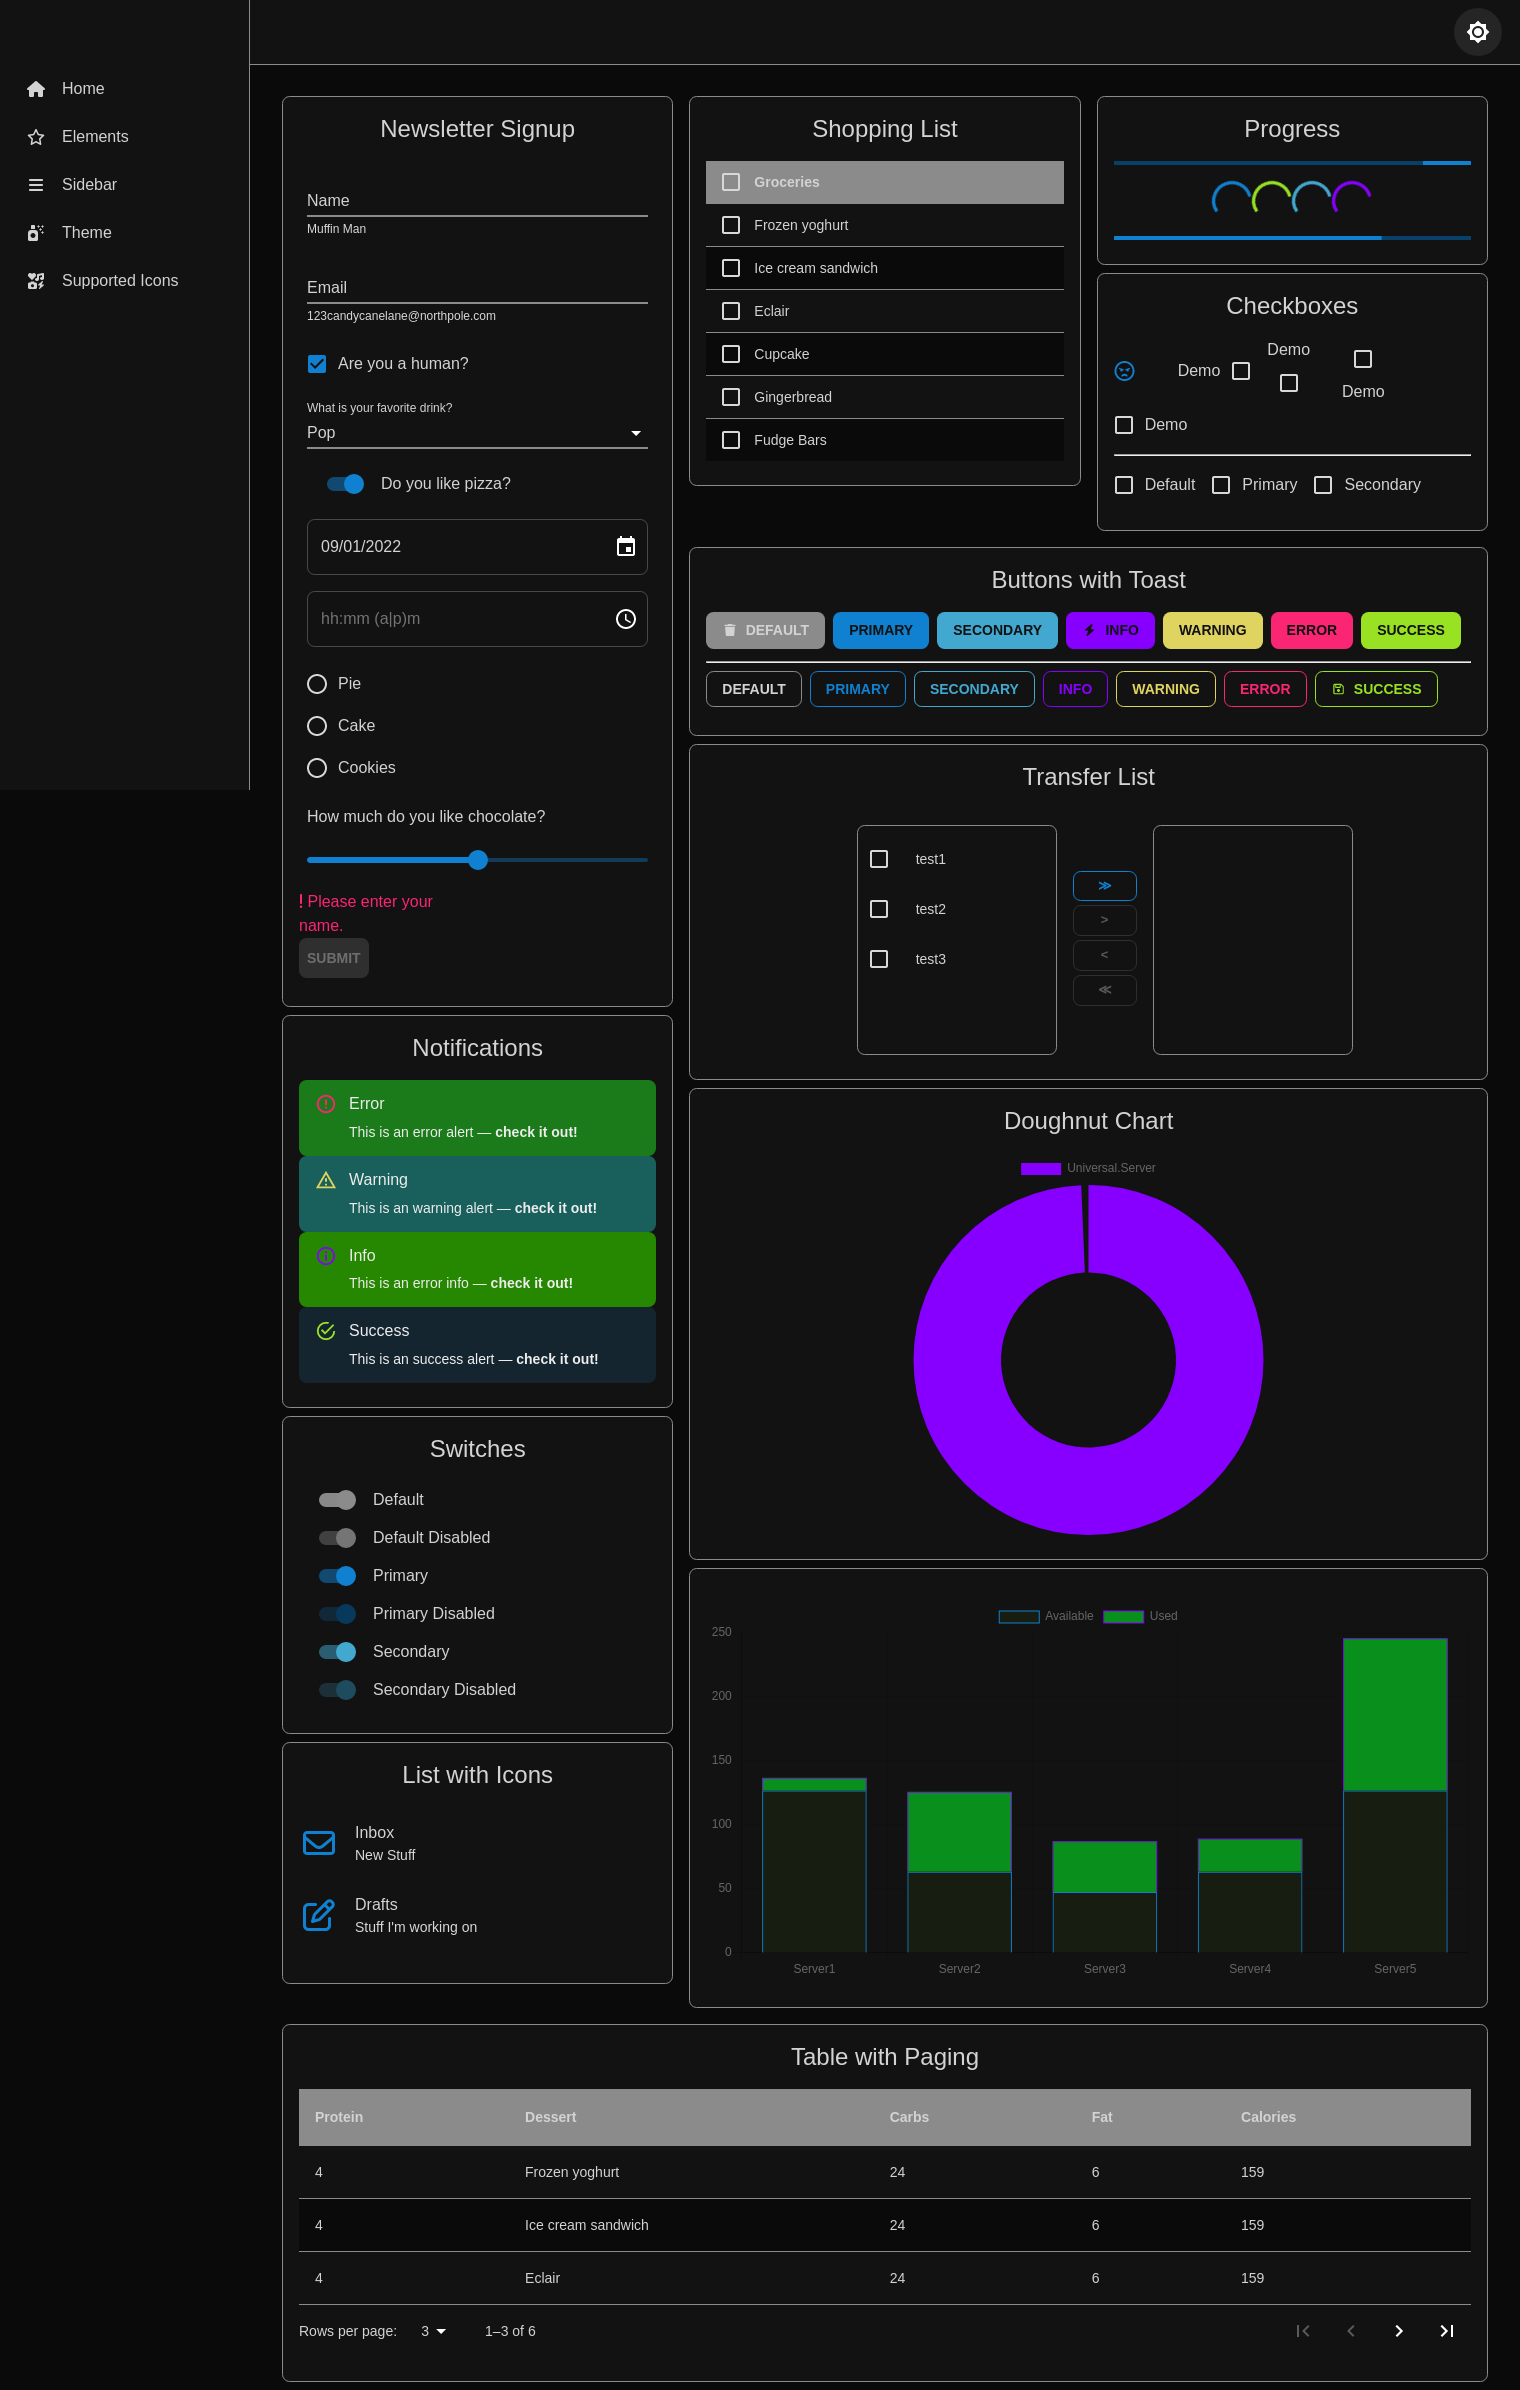 Home
Elements
Sidebar
Theme
Supported Icons
Newsletter Signup
Name
Muffin Man
Email
123candycanelane@northpole.com
Are you a human?
What is your favorite drink?
Pop
Do you like pizza?
09/01/2022
hh:mm (a|p)m
Pie
Cake
Cookies
How much do you like chocolate?
! Please enter your
name.
SUBMIT
Notifications
Error
This is an error alert — check it out!
Warning
This is an warning alert — check it out!
Info
This is an error info — check it out!
Success
This is an success alert — check it out!
Switches
Default
Default Disabled
Primary
Primary Disabled
Secondary
Secondary Disabled
List with Icons
Inbox
New Stuff
Drafts
Stuff I'm working on
Shopping List
Groceries
Frozen yoghurt
Ice cream sandwich
Eclair
Cupcake
Gingerbread
Fudge Bars
Progress
Checkboxes
Demo
Demo
Demo
Demo
Default Primary Secondary
Buttons with Toast
DEFAULT PRIMARY SECONDARY INFO WARNING ERROR SUCCESS
DEFAULT PRIMARY SECONDARY INFO WARNING ERROR SUCCESS
Transfer List
test1
test2
test3
≫
>
<
≪
Doughnut Chart
Universal.Server
Available Used
250
200
150
100
50
0
Server1 Server2 Server3 Server4 Server5
Table with Paging
Protein Dessert Carbs Fat Calories
4 Frozen yoghurt 24 6 159
4 Ice cream sandwich 24 6 159
4 Eclair 24 6 159
Rows per page: 3 1–3 of 6